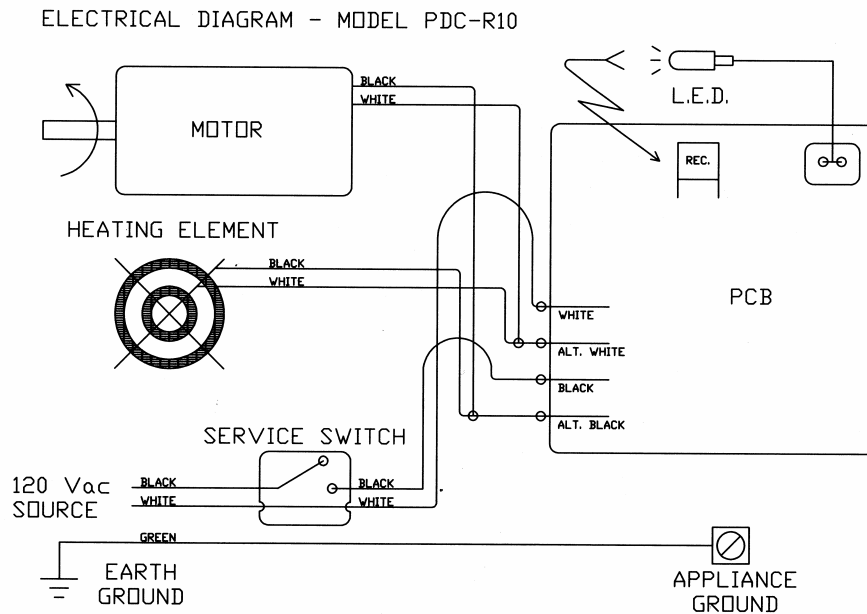 ELECTRICAL DIAGRAM - MODEL PDC-R10
BLACK
WHITE
MOTOR
L.E.D.
REC.
HEATING ELEMENT
BLACK
WHITE
PCB
WHITE
ALT. WHITE
BLACK
ALT. BLACK
SERVICE SWITCH
120 Vac
SOURCE
BLACK
WHITE
BLACK
WHITE
GREEN
EARTH
GROUND
APPLIANCE
GROUND